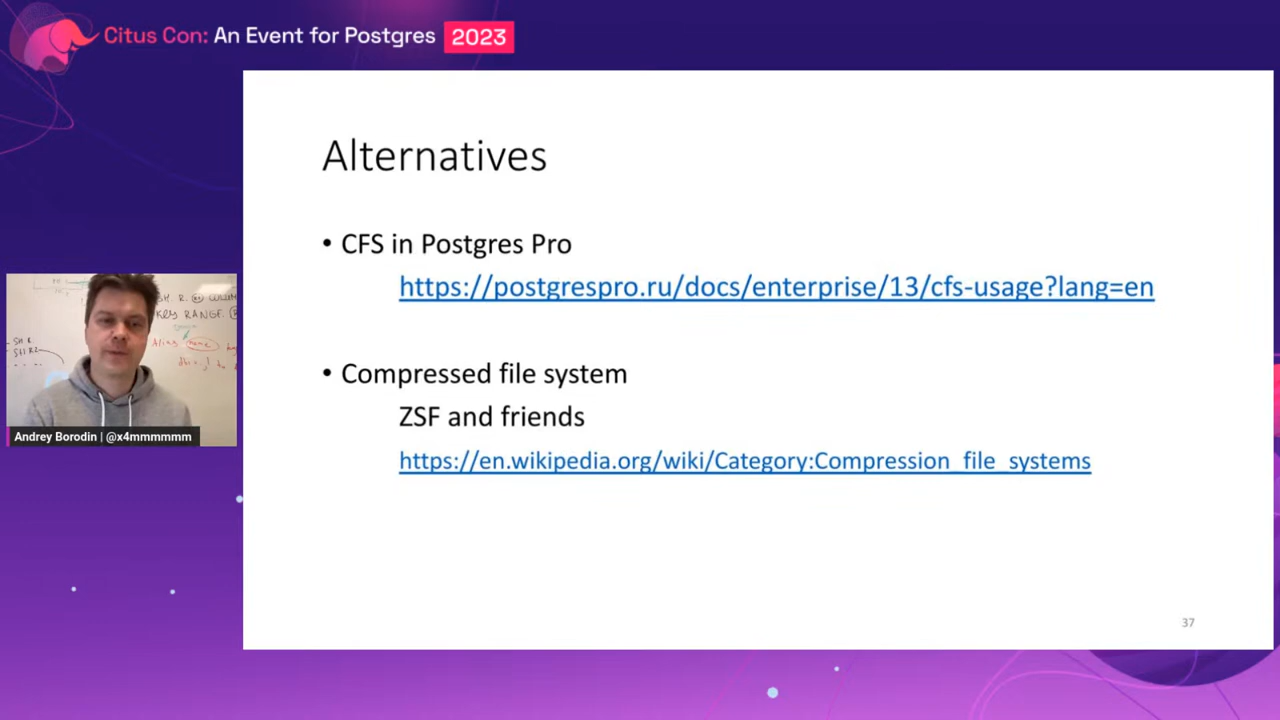 Citus Con: An Event for Postgres 2023
Alternatives
• CFS in Postgres Pro
https://postgrespro.ru/docs/enterprise/13/cfs-usage?lang=en
• Compressed file system
ZSF and friends
https://en.wikipedia.org/wiki/Category:Compression_file_systems
37
KEY RANGE.
Andrey Borodin | @x4mmmmmm